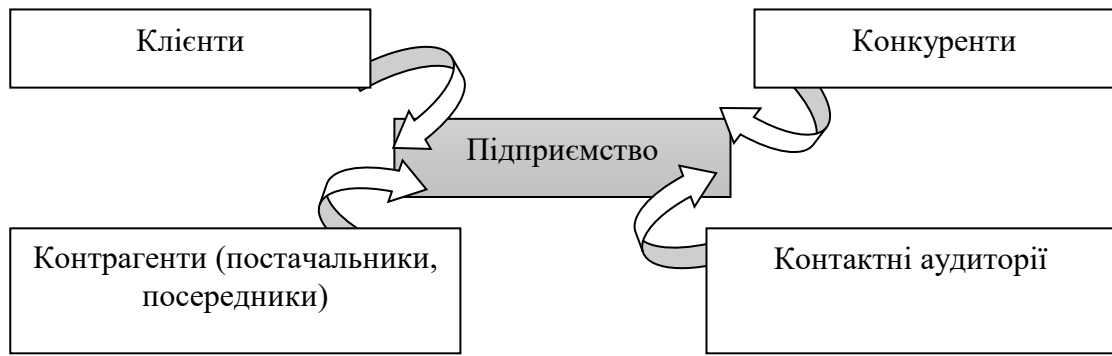 Клієнти
Конкуренти
Підприємство
Контрагенти (постачальники,
посередники)
Контактні аудиторії